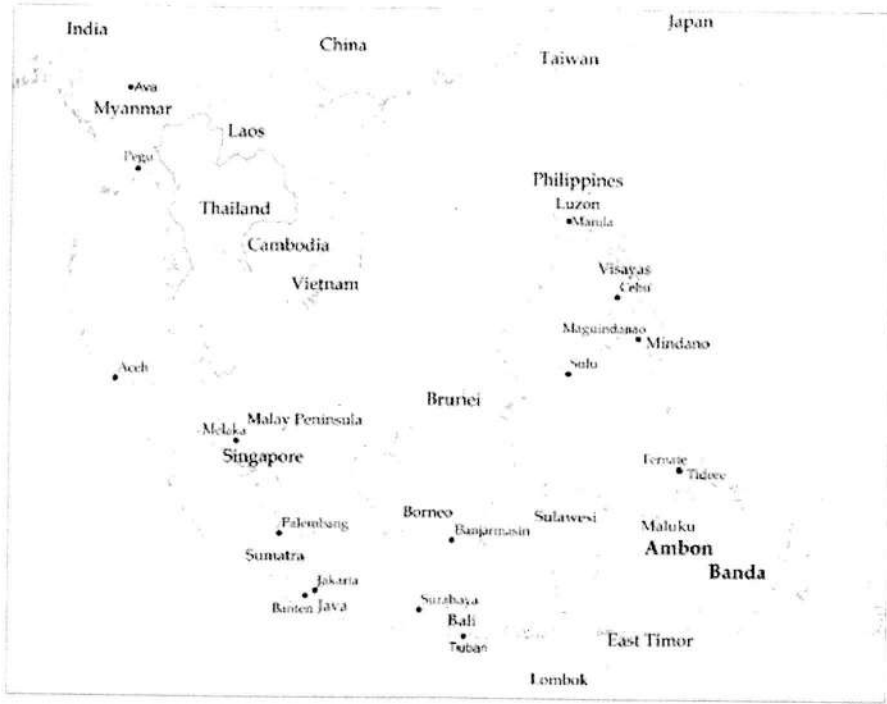 India
Japan
China
Taiwan
Ava
Myanmar
Laos
Pegu
Philippines
Luzon
Manila
Thailand
Cambodia
Vietnam
Visayas
Cebu
Maguindanao
Mindano
Sulu
Aceh
Brunei
Malay Peninsula
Melaka
Singapore
Ternate
Tidore
Borneo
Sulawesi
Maluku
Palembang
Banjarmasin
Ambon
Sumatra
Banda
Jakarta
Banten Java
Surabaya
Bali
Tuban
East Timor
Lombok